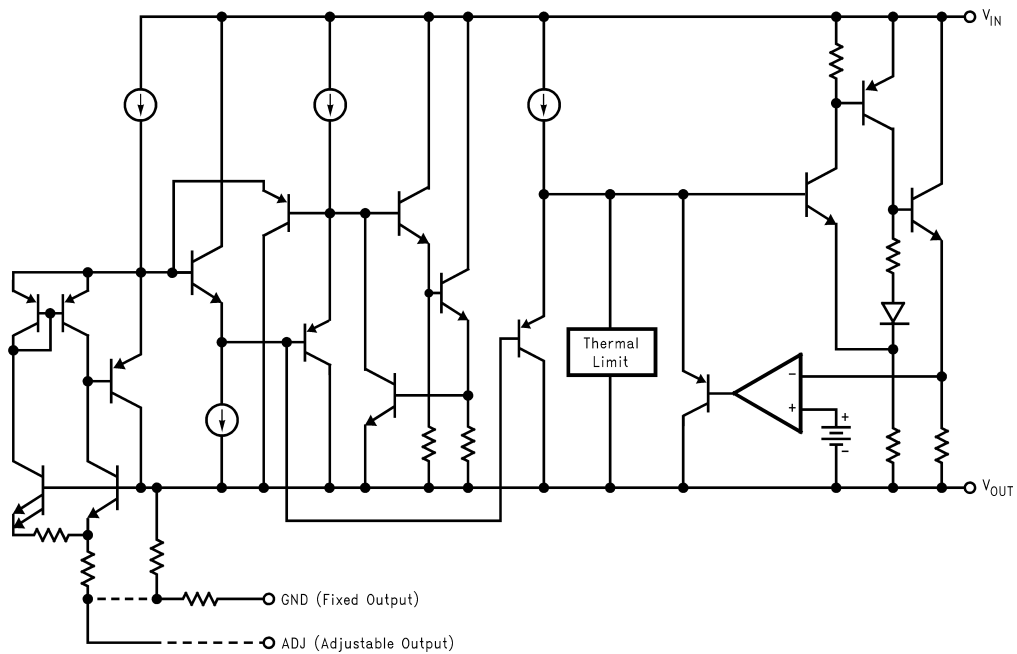 VIN
Thermal
Limit
−
+
+
−
VOUT
GND (Fixed Output)
ADJ (Adjustable Output)